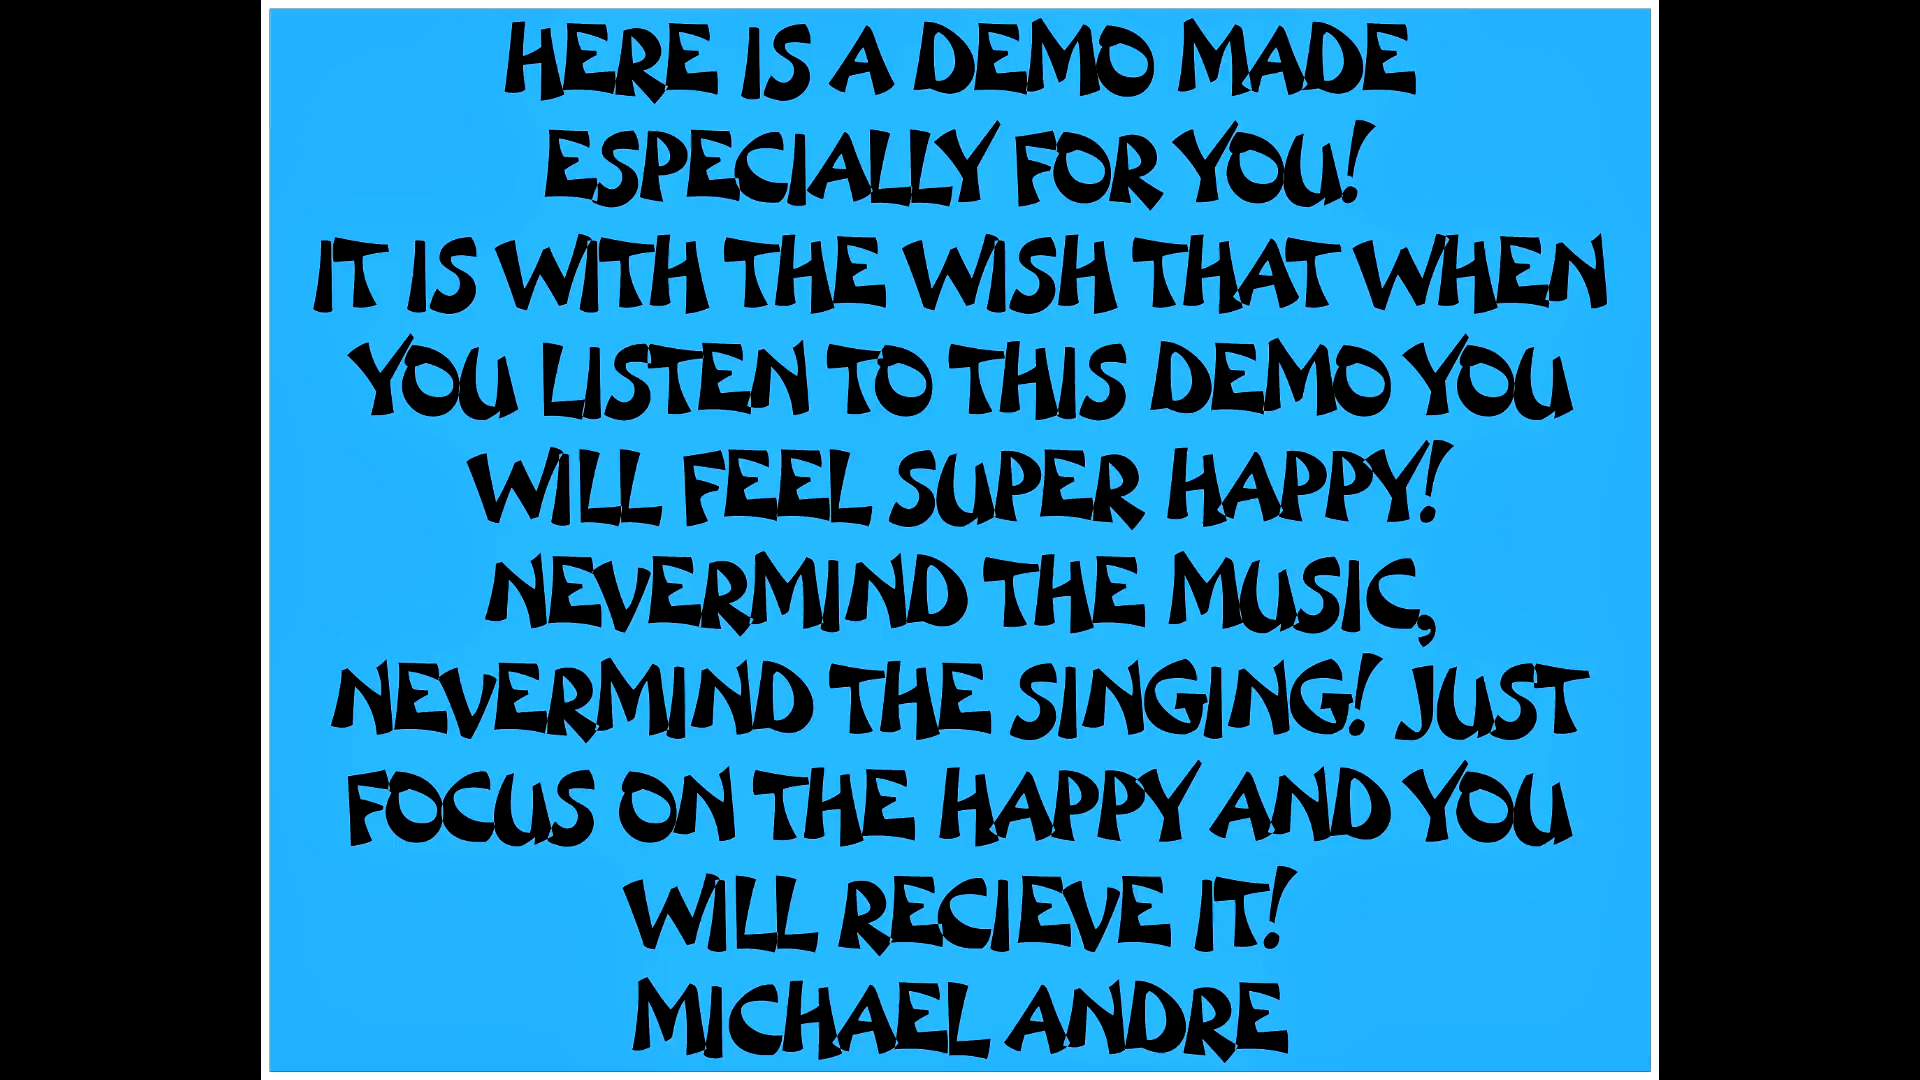 HERE IS A DEMO MADE
ESPECIALLY FOR YOU!
IT IS WITH THE WISH THAT WHEN
YOU LISTEN TO THIS DEMO YOU
WILL FEEL SUPER HAPPY!
NEVERMIND THE MUSIC,
NEVERMIND THE SINGING! JUST
FOCUS ON THE HAPPY AND YOU
WILL RECIEVE IT!
MICHAEL ANDRE